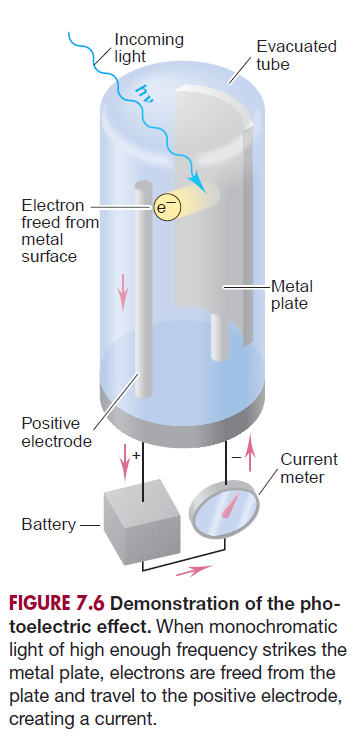 Incoming
light
Evacuated
tube
hν
Electron
freed from
metal
surface
e−
Metal
plate
Positive
electrode
+
−
Current
meter
Battery
FIGURE 7.6 Demonstration of the pho-
toelectric effect. When monochromatic
light of high enough frequency strikes the
metal plate, electrons are freed from the
plate and travel to the positive electrode,
creating a current.